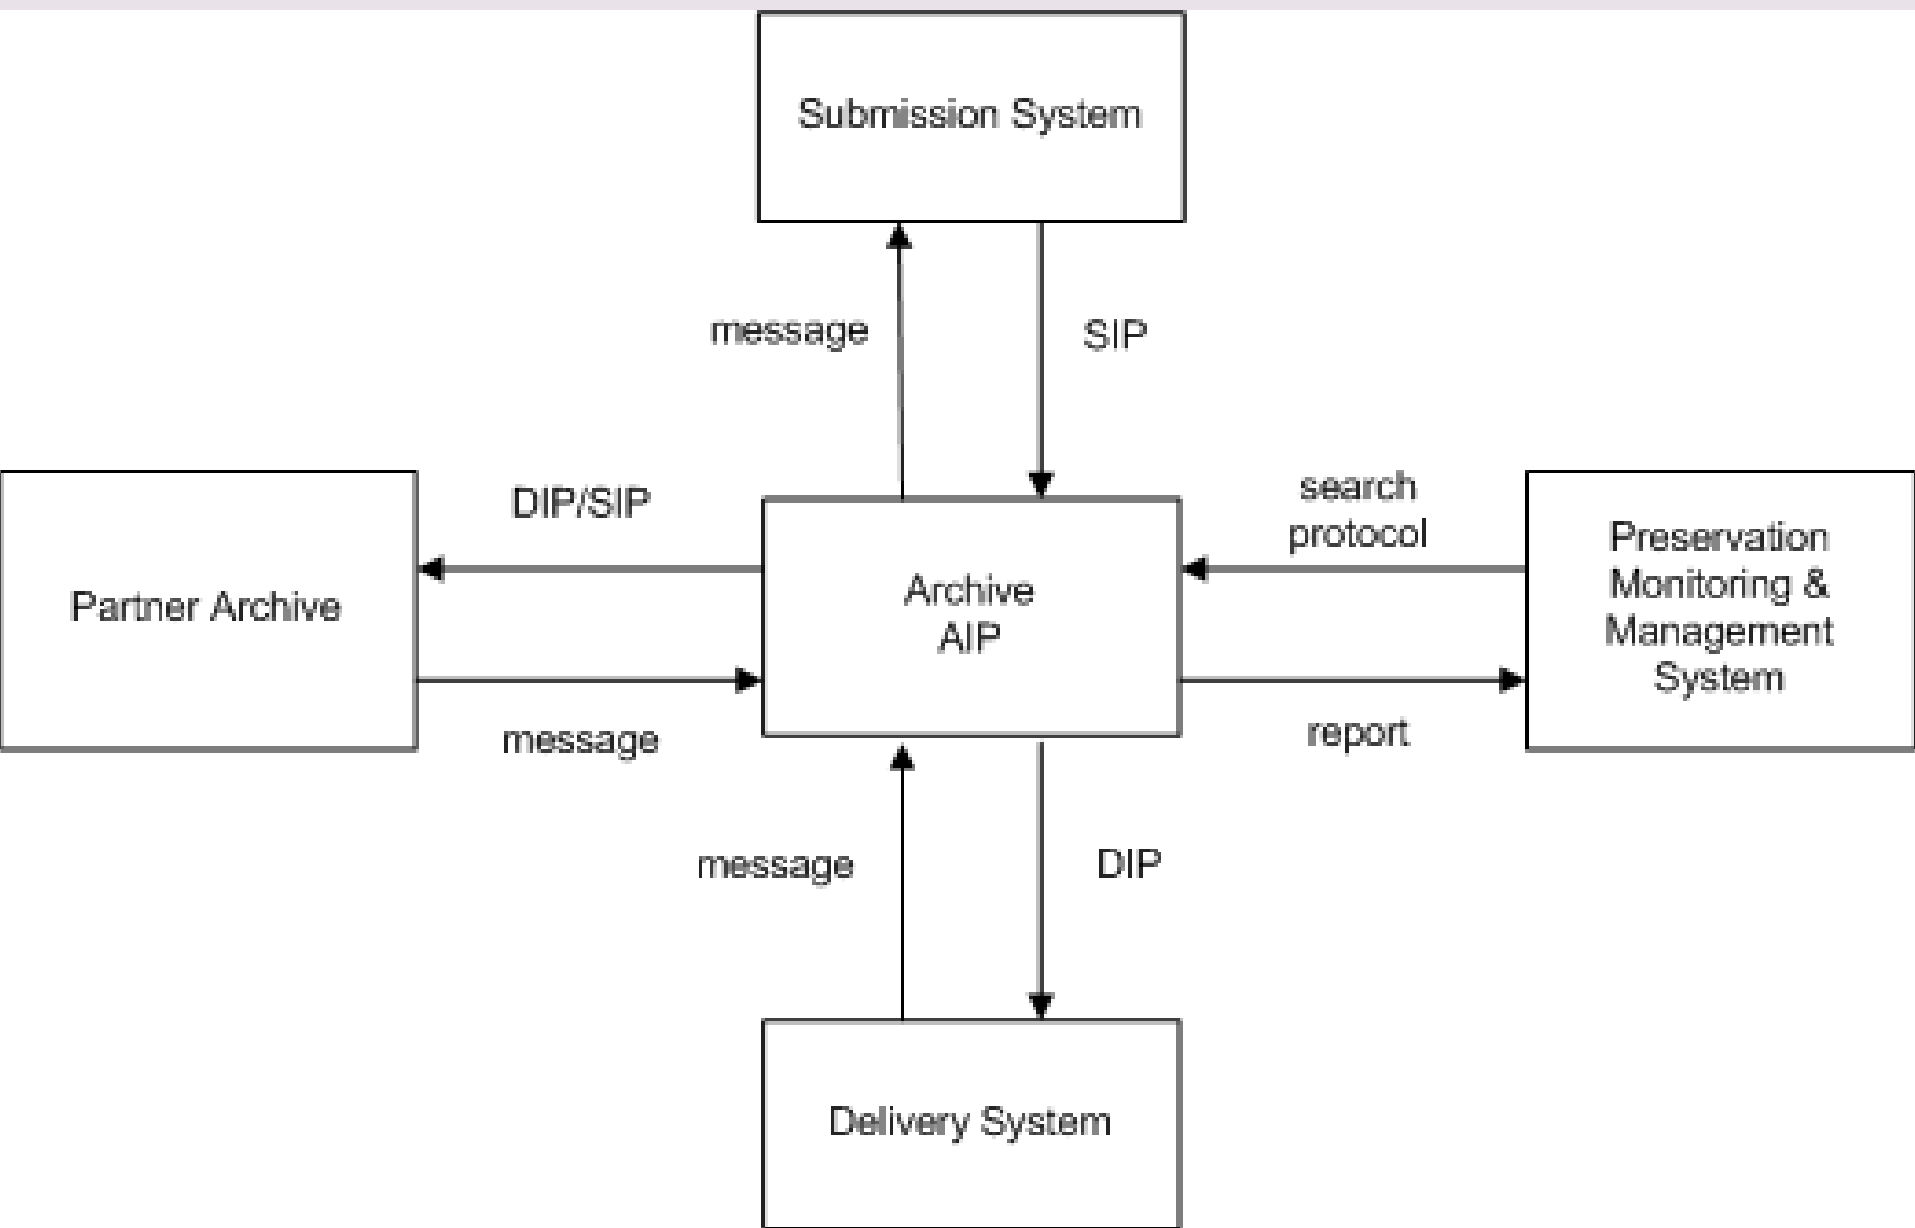 Submission System
message
SIP
DIP/SIP
search
protocol
Partner Archive
Archive
AIP
Preservation
Monitoring &
Management
System
message
report
message
DIP
Delivery System